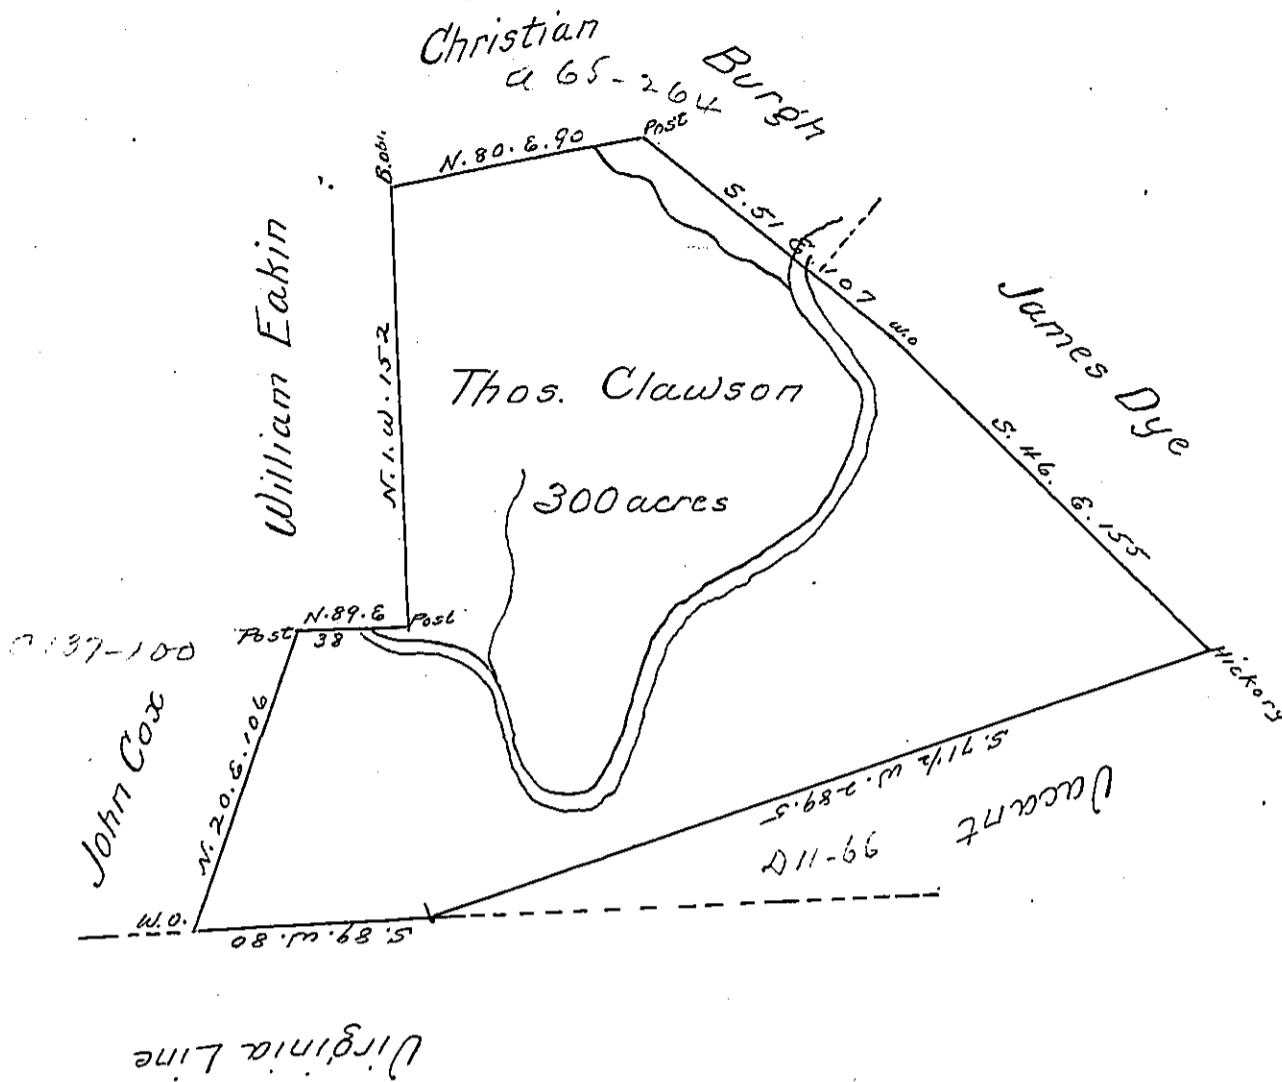 Christian
Burgh
a 65-264
B.Obi.
N. 80. E. 90
Post
S. 51 E. 107
W.O
James Dye
William Eakin
N. 1. W. 152
Thos. Clawson
300 acres
S. 46. E. 155
Post
N. 89. E
38
Post
137-100
John Cox
N. 20. E. 106
Hickory
S. 71 1/2 W. 289.5
Vacant
W.O.
S. 89. W. 80
Virginia Line